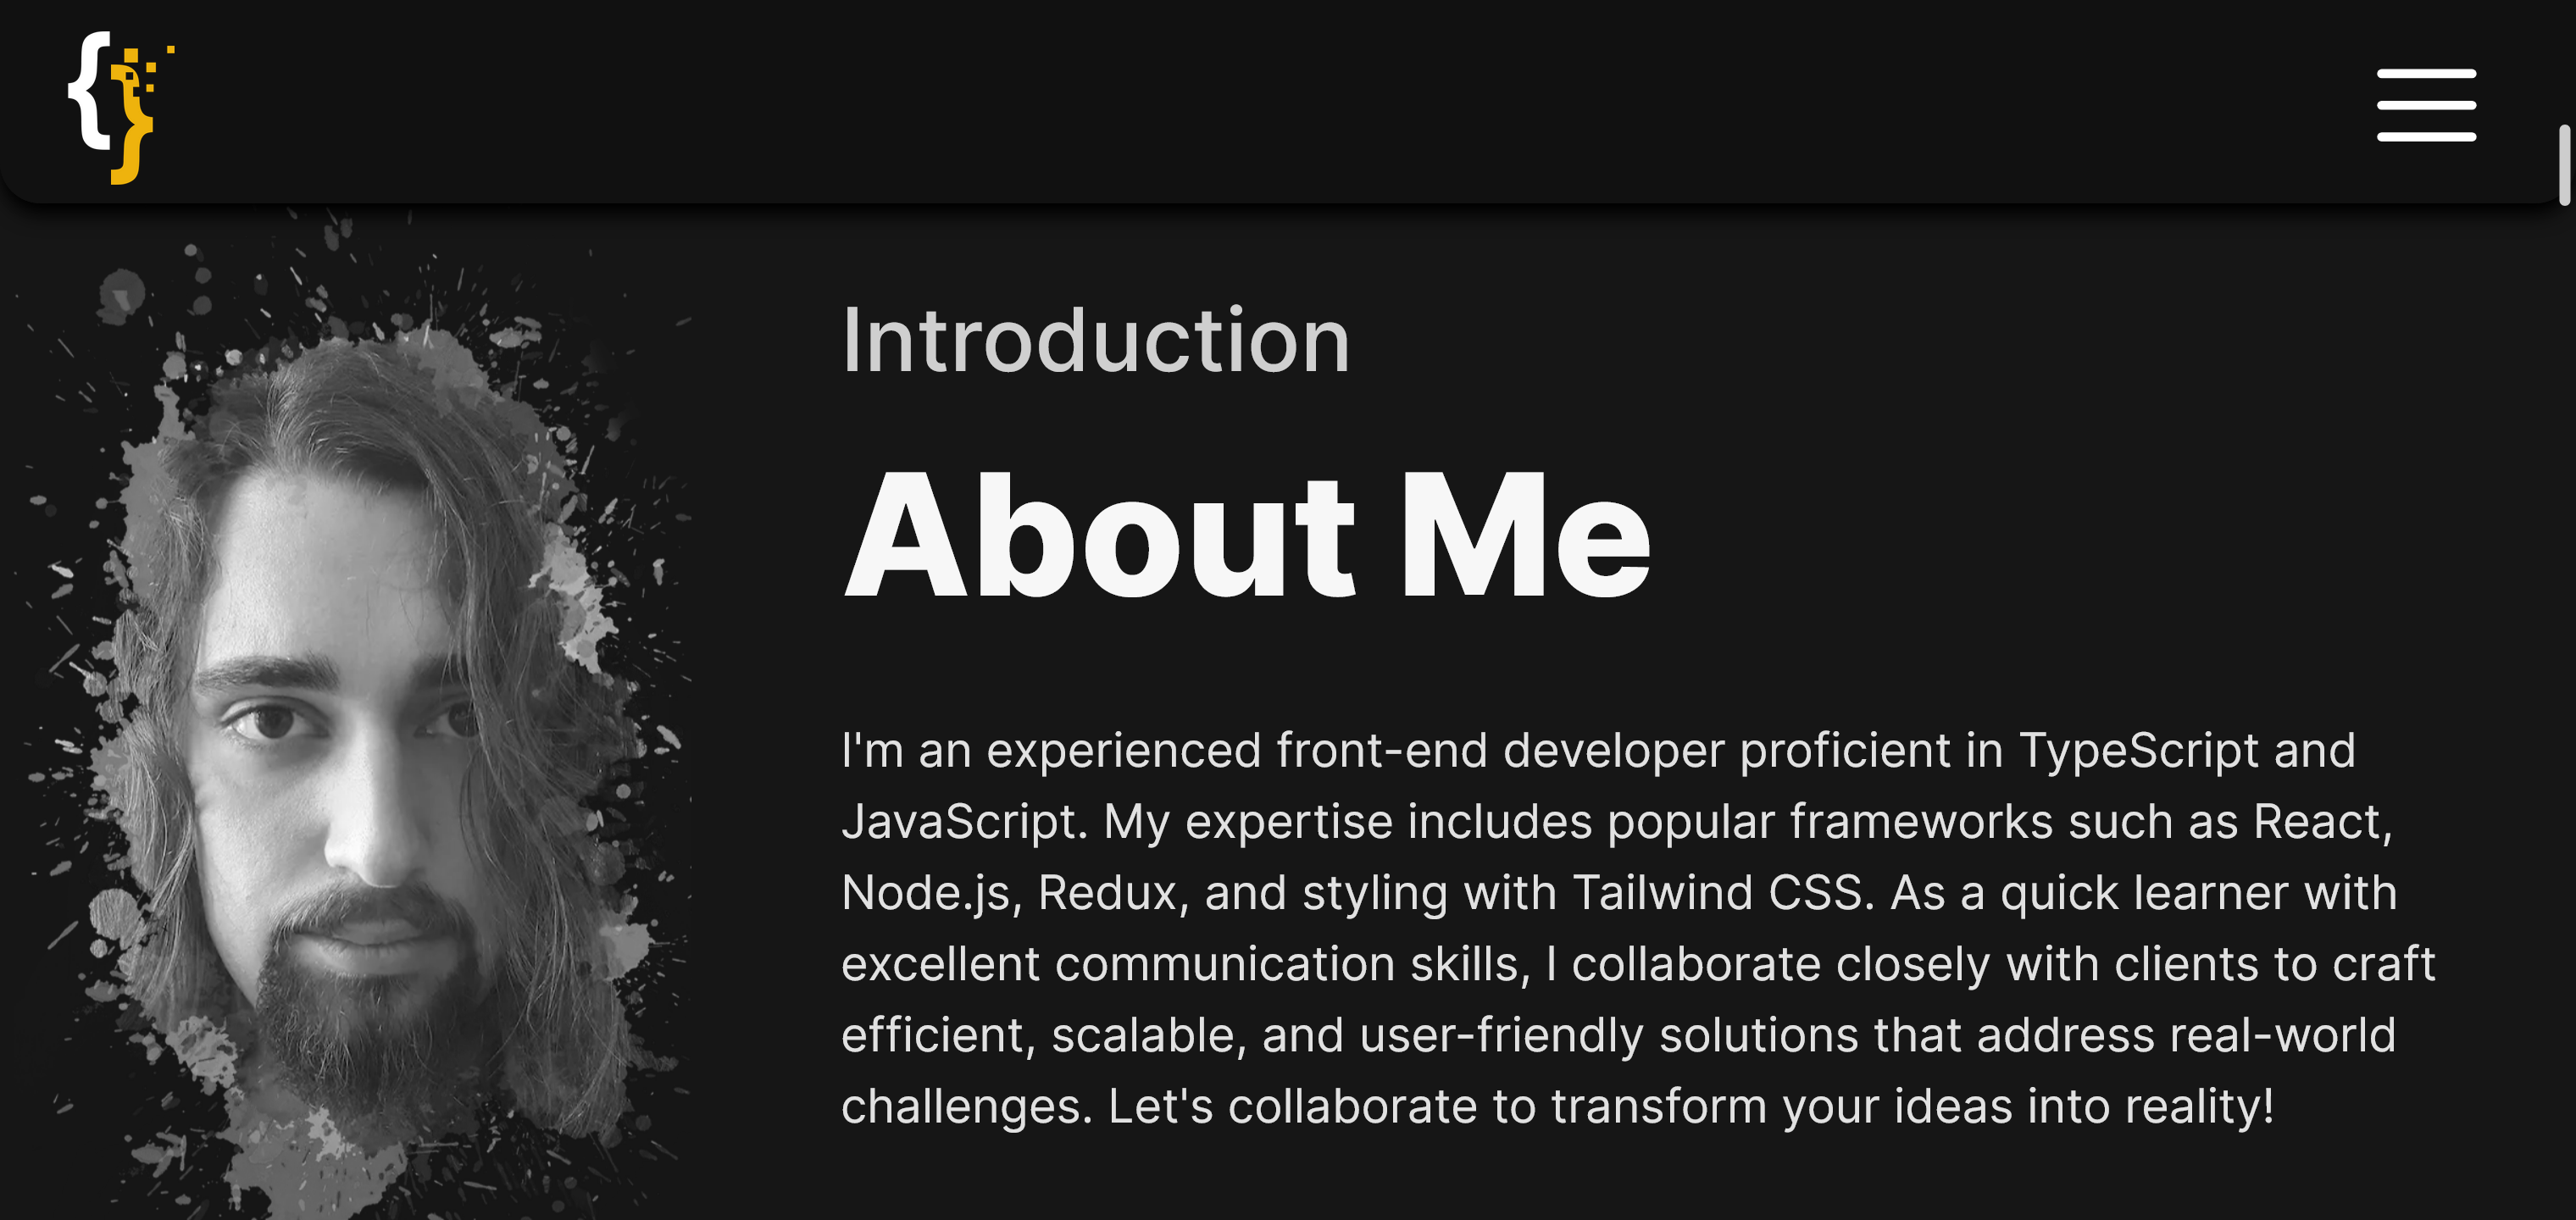 Introduction
About Me
I'm an experienced front-end developer proficient in TypeScript and
JavaScript. My expertise includes popular frameworks such as React,
Node.js, Redux, and styling with Tailwind CSS. As a quick learner with
excellent communication skills, I collaborate closely with clients to craft
efficient, scalable, and user-friendly solutions that address real-world
challenges. Let's collaborate to transform your ideas into reality!